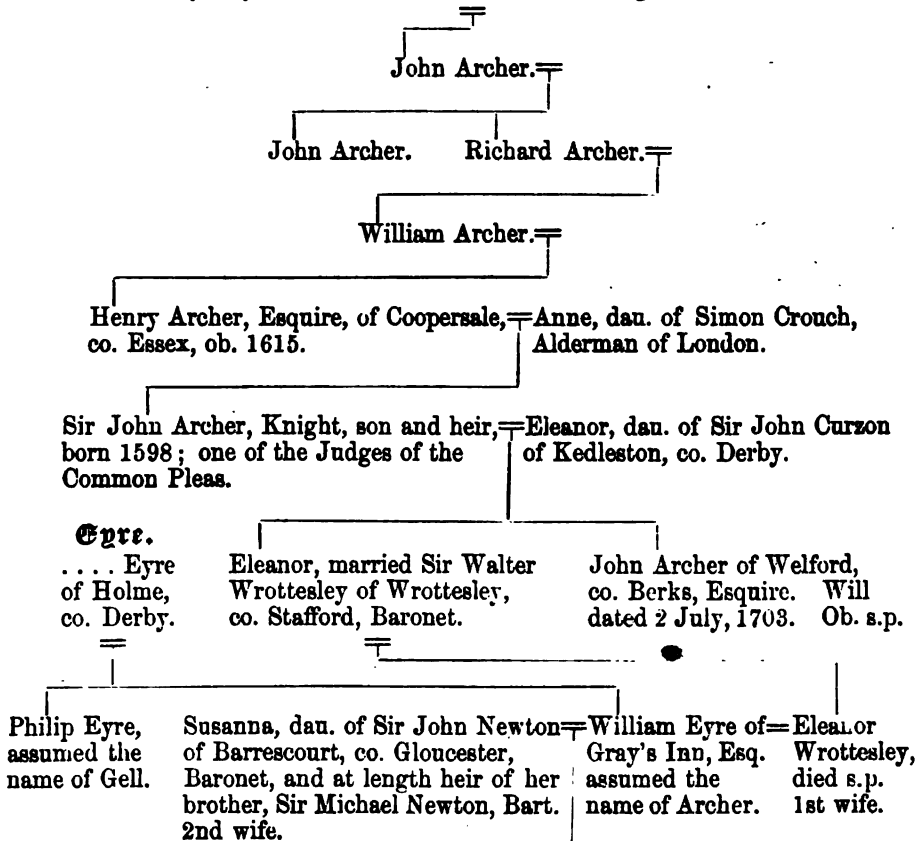 John Archer.
John Archer. Richard Archer.
William Archer.
Henry Archer, Esquire, of Coopersale,
co. Essex, ob. 1615.
Anne, dau. of Simon Crouch,
Alderman of London.
Sir John Archer, Knight, son and heir,
born 1598; one of the Judges of the
Common Pleas.
Eleanor, dau. of Sir John Curzon
of Kedleston, co. Derby.
Eyre.
.... Eyre
of Holme,
co. Derby.
Eleanor, married Sir Walter
Wrottesley of Wrottesley,
co. Stafford, Baronet.
John Archer of Welford,
co. Berks, Esquire. Will
dated 2 July, 1703. Ob. s.p.
Philip Eyre,
assumed the
name of Gell.
Susanna, dau. of Sir John Newton
of Barrescourt, co. Gloucester,
Baronet, and at length heir of her
brother, Sir Michael Newton, Bart.
2nd wife.
William Eyre of
Gray's Inn, Esq.
assumed the
name of Archer.
Eleanor
Wrottesley,
died s.p.
1st wife.